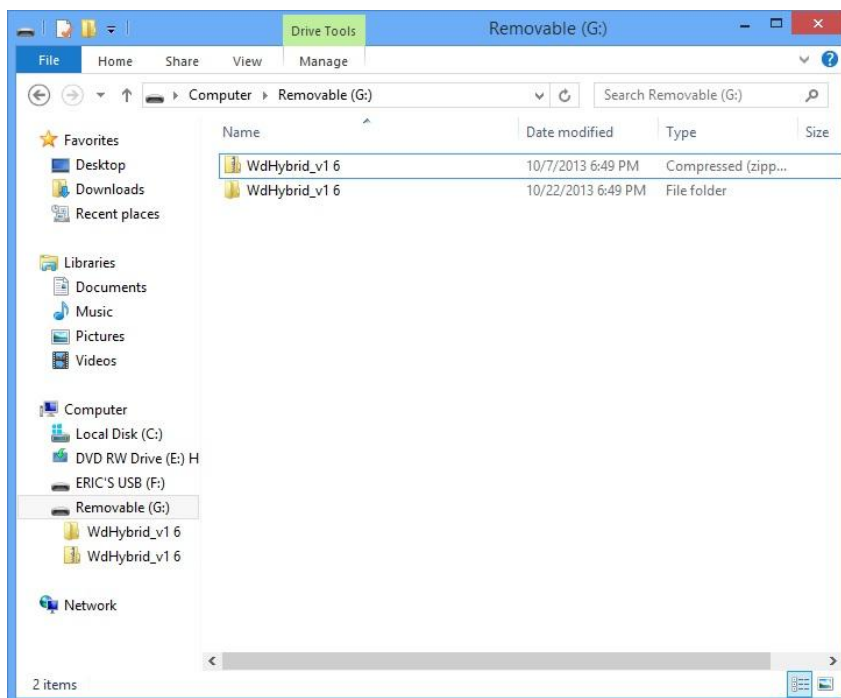 Drive Tools
Removable (G:)
File Home Share View Manage
Computer Removable (G:)
Search Removable (G:)
Name Date modified Type Size
WdHybrid_v1 6 10/7/2013 6:49 PM Compressed (zipp...
WdHybrid_v1 6 10/22/2013 6:49 PM File folder
Favorites
Desktop
Downloads
Recent places
Libraries
Documents
Music
Pictures
Videos
Computer
Local Disk (C:)
DVD RW Drive (E:) H
ERIC'S USB (F:)
Removable (G:)
WdHybrid_v1 6
WdHybrid_v1 6
Network
2 items